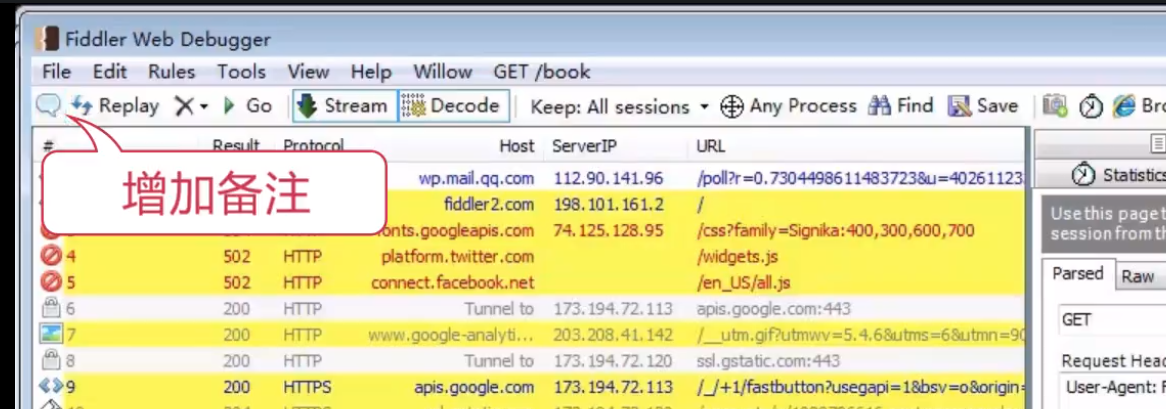 Fiddler Web Debugger
File Edit Rules Tools View Help Willow GET /book
Replay Go Stream Decode Keep: All sessions Any Process Find Save
# Result Protocol Host ServerIP URL
增加备注
wp.mail.qq.com 112.90.141.96 /poll?r=0.7304498611483723&u=40261123
fiddler2.com 198.101.161.2 /
fonts.googleapis.com 74.125.128.95 /css?family=Signika:400,300,600,700
4 502 HTTP platform.twitter.com /widgets.js
5 502 HTTP connect.facebook.net /en_US/all.js
6 200 HTTP Tunnel to 173.194.72.113 apis.google.com:443
7 200 HTTP www.google-analyti... 203.208.41.142 /__utm.gif?utmwv=5.4.6&utms=6&utmn=90
8 200 HTTP Tunnel to 173.194.72.120 ssl.gstatic.com:443
9 200 HTTPS apis.google.com 173.194.72.113 /_/+1/fastbutton?usegapi=1&bsv=o&origin=
Statistics
Use this page t
session from th
Parsed Raw
GET
Request Head
User-Agent: F